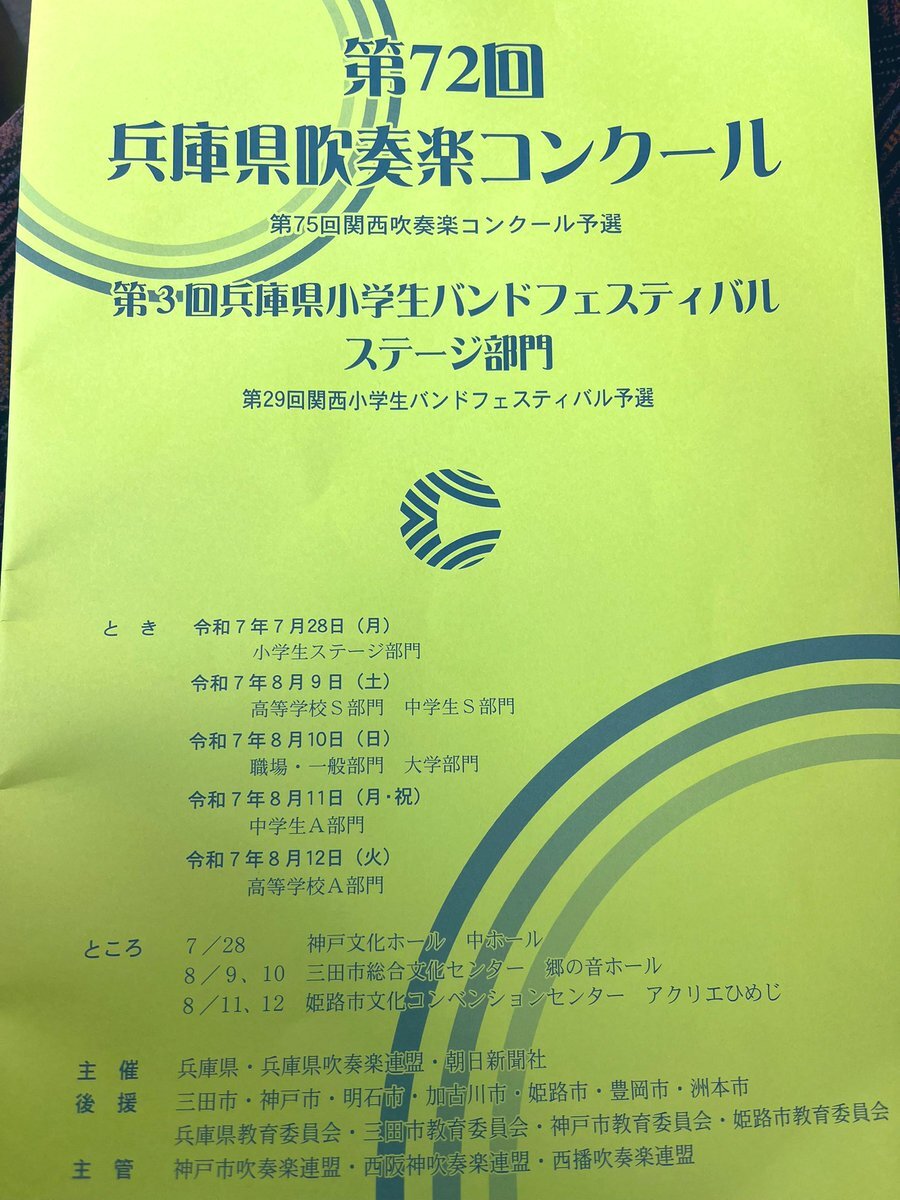 第72回
兵庫県吹奏楽コンクール
第75回関西吹奏楽コンクール予選
第3回兵庫県小学生バンドフェスティバル
ステージ部門
第29回関西小学生バンドフェスティバル予選
とき 令和7年7月28日（月）
小学生ステージ部門
令和7年8月9日（土）
高等学校S部門 中学生S部門
令和7年8月10日（日）
職場・一般部門 大学部門
令和7年8月11日（月・祝）
中学生A部門
令和7年8月12日（火）
高等学校A部門
ところ 7／28 神戸文化ホール 中ホール
8／9、10 三田市総合文化センター 郷の音ホール
8／11、12 姫路市文化コンベンションセンター アクリエひめじ
主催 兵庫県・兵庫県吹奏楽連盟・朝日新聞社
後援 三田市・神戸市・明石市・加古川市・姫路市・豊岡市・洲本市
兵庫県教育委員会・三田市教育委員会・神戸市教育委員会・姫路市教育委員会
主管 神戸市吹奏楽連盟・西阪神吹奏楽連盟・西播吹奏楽連盟